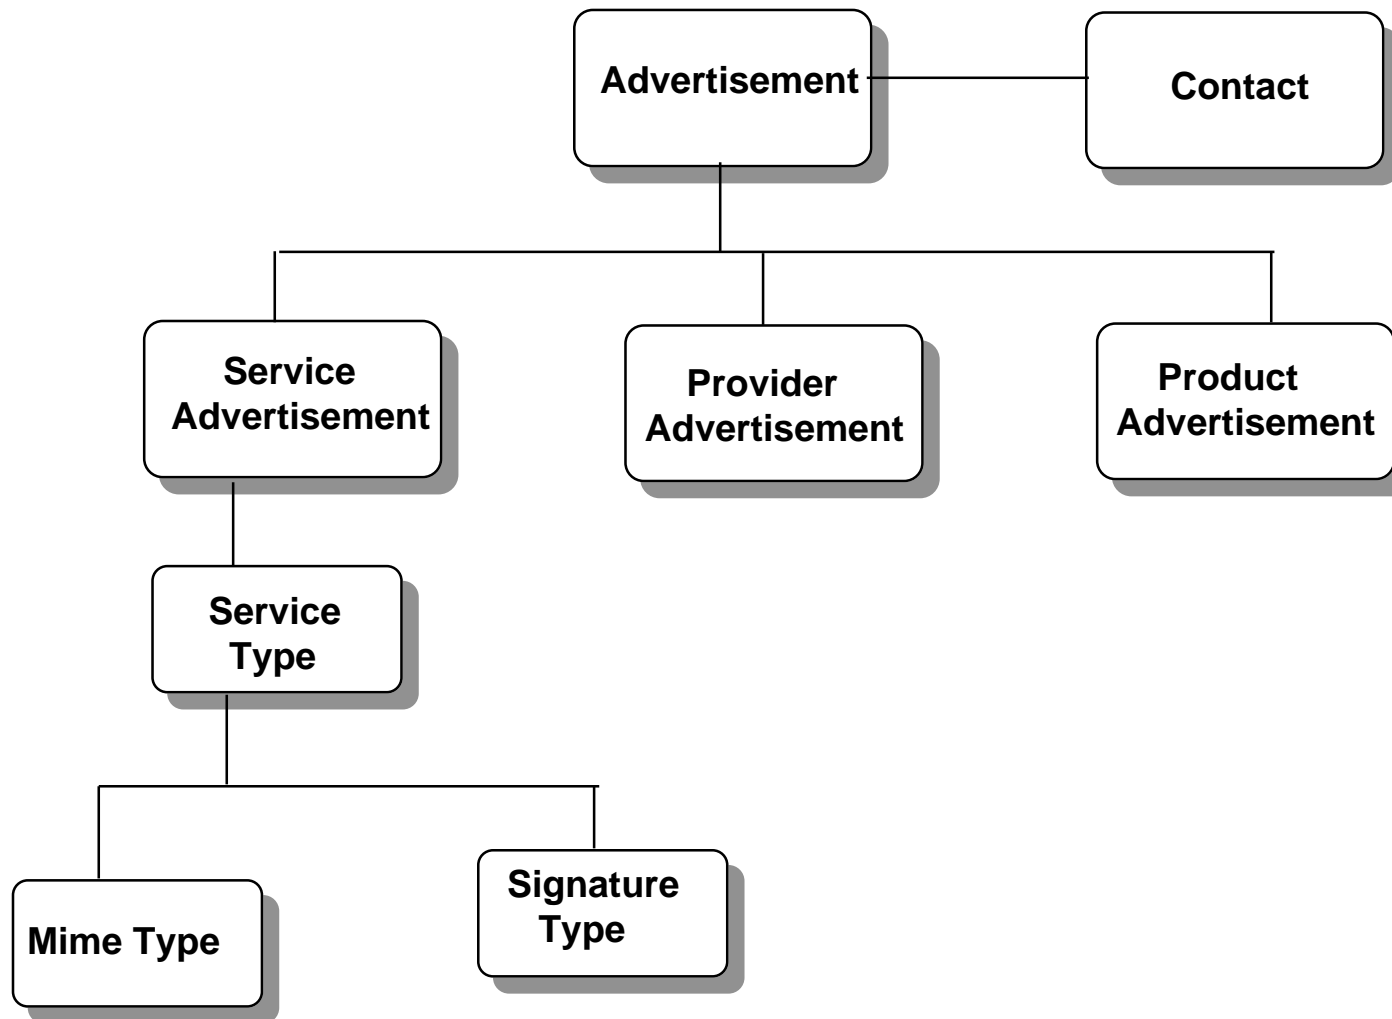 Advertisement
Contact
Service
Advertisement
Provider
Advertisement
Product
Advertisement
Service
Type
Mime Type
Signature
Type